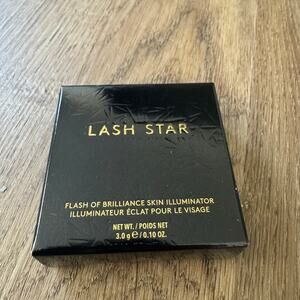 LASH STAR
FLASH OF BRILLIANCE SKIN ILLUMINATOR
ILLUMINATEUR ÉCLAT POUR LE VISAGE
NET WT. / POIDS NET
3.0 g ℮ / 0.10 OZ.